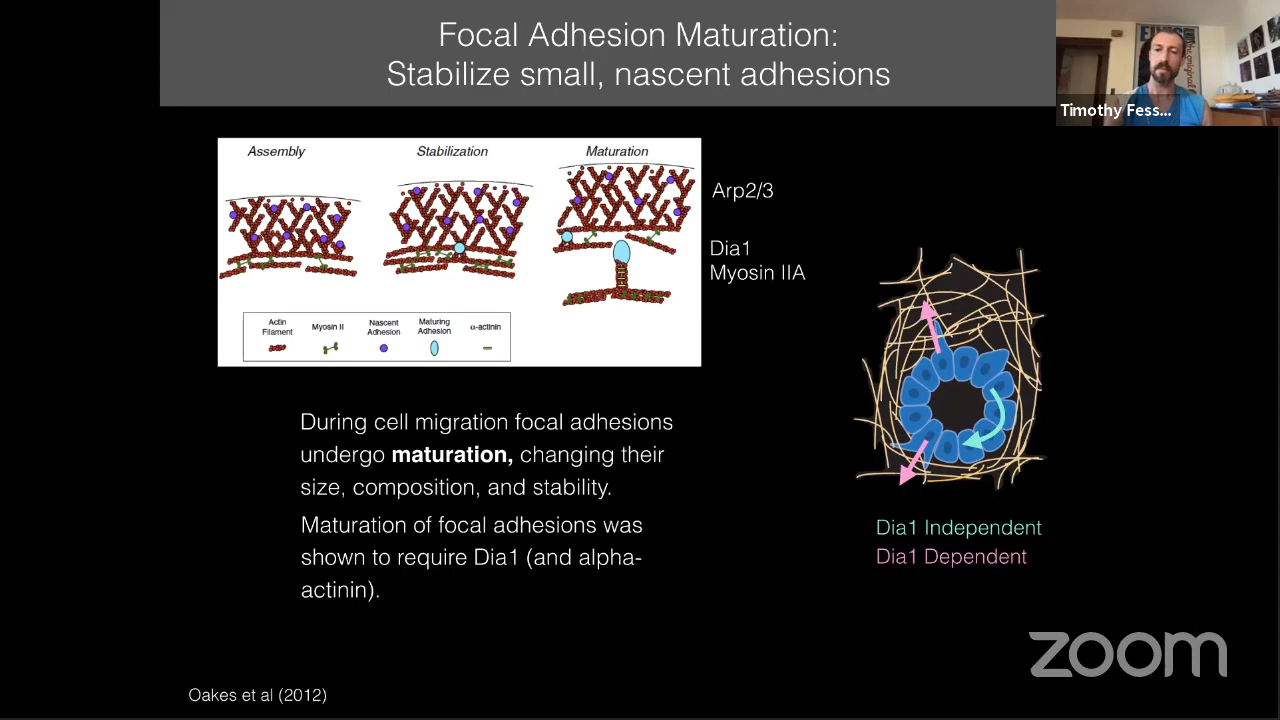 Focal Adhesion Maturation:
Stabilize small, nascent adhesions
Timothy Fess...
Assembly
Stabilization
Maturation
Arp2/3
Dia1
Myosin IIA
Actin
Filament
Myosin II
Nascent
Adhesion
Maturing
Adhesion
α-actinin
During cell migration focal adhesions
undergo maturation, changing their
size, composition, and stability.
Maturation of focal adhesions was
shown to require Dia1 (and alpha-
actinin).
Dia1 Independent
Dia1 Dependent
zoom
Oakes et al (2012)